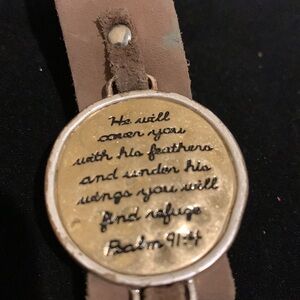 He will
cover you
with his feathers
and under his
wings you will
find refuge
Psalm 91:4